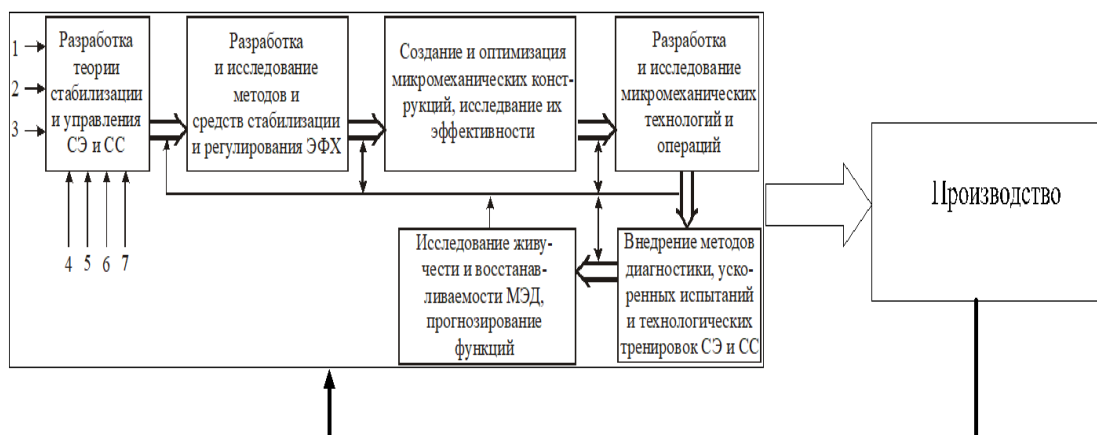 1
2
3
Разработка
теории
стабилизации
и управления
СЭ и СС
4 5 6 7
Разработка
и исследование
методов и
средств стабилизации
и регулирования ЭФХ
Создание и оптимизация
микромеханических конст-
рукций, исследвание их
эффективности
Разработка
и исследование
микромеханических
технологий и
операций
Исследование живу-
чести и восстанав-
ливаемости МЭД,
прогнозирование
функций
Внедрение методов
диагностики, уско-
ренных испытаний
и технологических
тренировок СЭ и СС
Производство